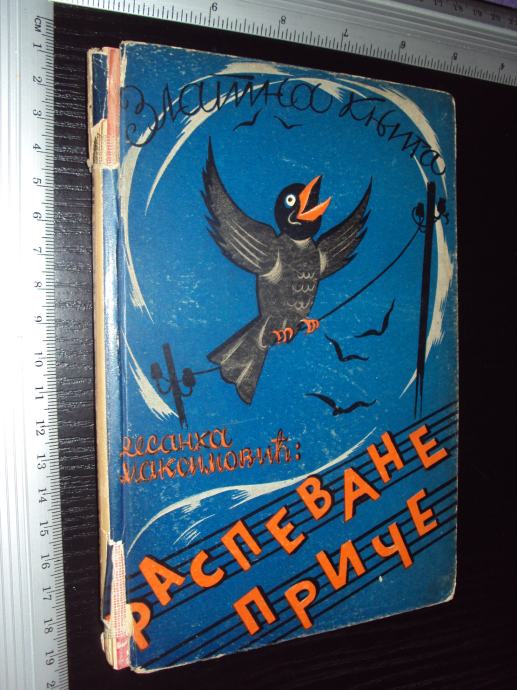 Златна књига
Десанка
Максимовић:
РАСПЕВАНЕ
ПРИЧЕ